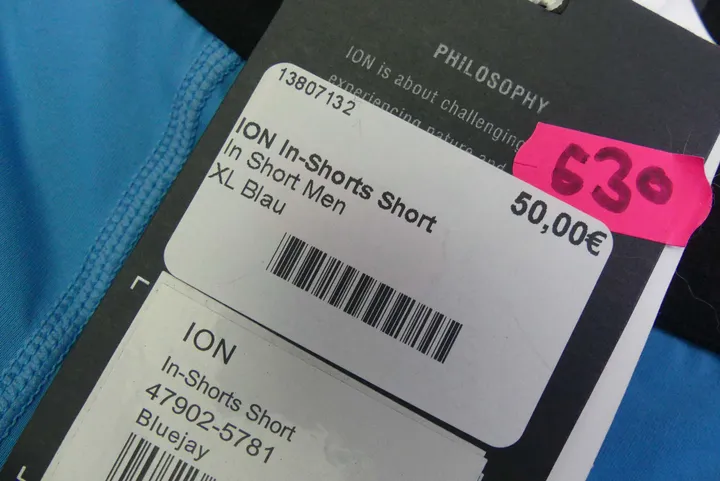 PHILOSOPHY
ION is about challenging
experiencing nature and
13807132
ION In-Shorts Short
In Short Men
XL Blau
50,00€
630
ION
In-Shorts Short
47902-5781
Bluejay